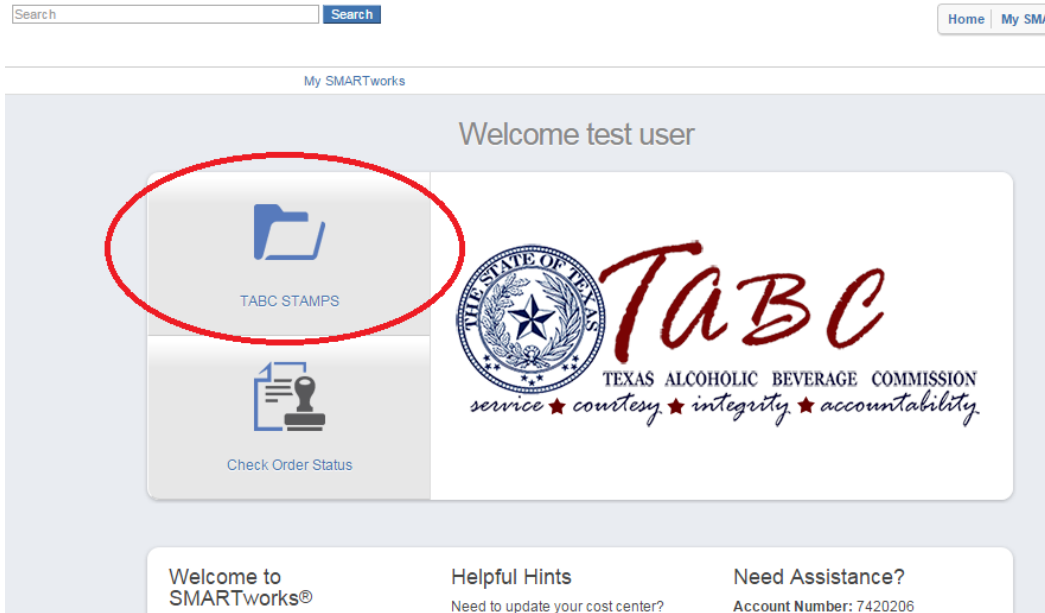 Search Search
Home My SMA
My SMARTworks
Welcome test user
TABC STAMPS
Check Order Status
THE STATE OF TEXAS
TABC
TEXAS ALCOHOLIC BEVERAGE COMMISSION
service ★ courtesy ★ integrity ★ accountability
Welcome to
SMARTworks®
Helpful Hints
Need to update your cost center?
Need Assistance?
Account Number: 7420206